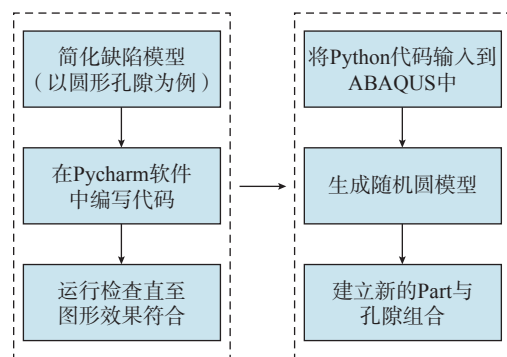 简化缺陷模型
（以圆形孔隙为例）
在Pycharm软件
中编写代码
运行检查直至
图形效果符合
将Python代码输入到
ABAQUS中
生成随机圆模型
建立新的Part与
孔隙组合